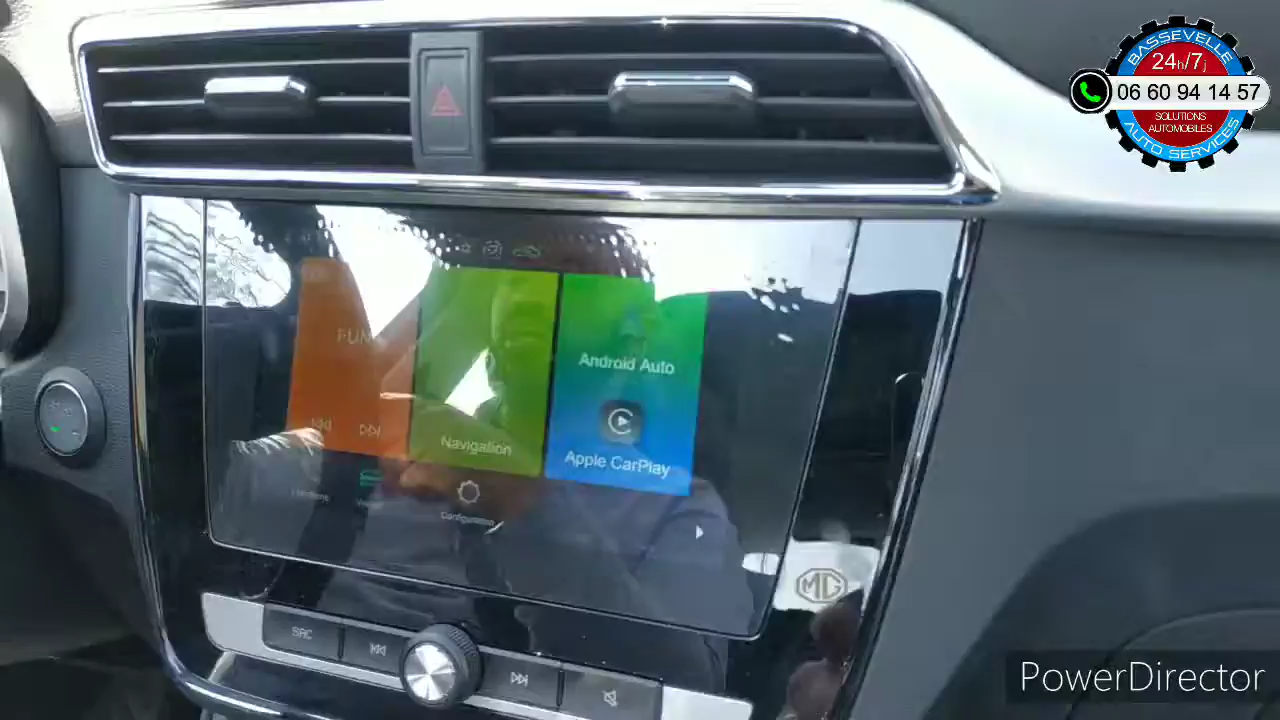 BASSEVELLE
24h/7j
06 60 94 14 57
SOLUTIONS
AUTOMOBILES
AUTO SERVICES
FUN
Android Auto
Navigation
Apple CarPlay
MG
SRC
PowerDirector